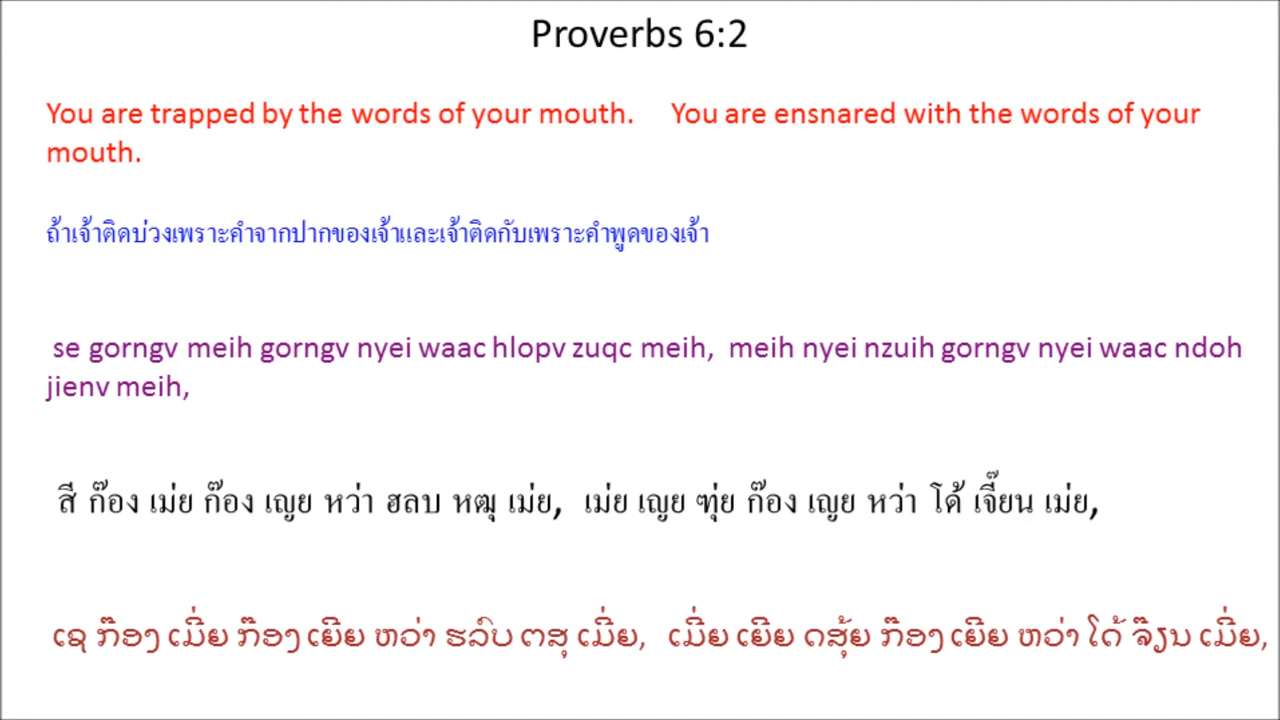 Proverbs 6:2
You are trapped by the words of your mouth. You are ensnared with the words of your
mouth.
ถ้าเจ้าติดบ่วงเพราะคำจากปากของเจ้าและเจ้าติดกับเพราะคำพูดของเจ้า
se gorngv meih gorngv nyei waac hlopv zuqc meih, meih nyei nzuih gorngv nyei waac ndoh
jienv meih,
สี ก๊อง เม่ย ก๊อง เญย หว่า ฮลบ หฒุ เม่ย, เม่ย เญย ฑุ่ย ก๊อง เญย หว่า โด้ เจี๊ยน เม่ย,
ເຊ ກ໊ອງ ເມີ່ຍ ກ໊ອງ ເຍີຍ ຫວ່າ ຮລົບ ຕສຸ ເມີ່ຍ, ເມີ່ຍ ເຍີຍ ດສຸ້ຍ ກ໊ອງ ເຍີຍ ຫວ່າ ໂດ້ ຈ໊ຽນ ເມີ່ຍ,